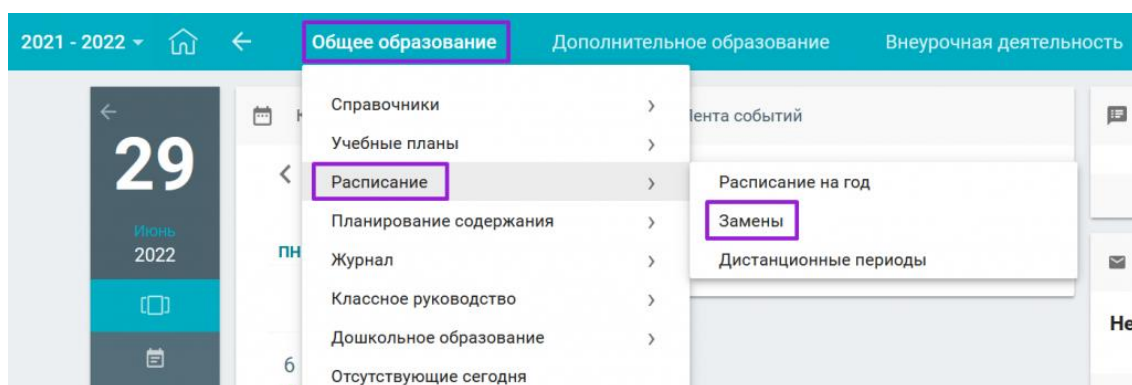 2021 - 2022 Общее образование Дополнительное образование Внеурочная деятельность
29
Июнь
2022
ПН
6
Справочники
Учебные планы
Расписание
Планирование содержания
Журнал
Классное руководство
Дошкольное образование
Отсутствующие сегодня
Лента событий
Расписание на год
Замены
Дистанционные периоды
Не